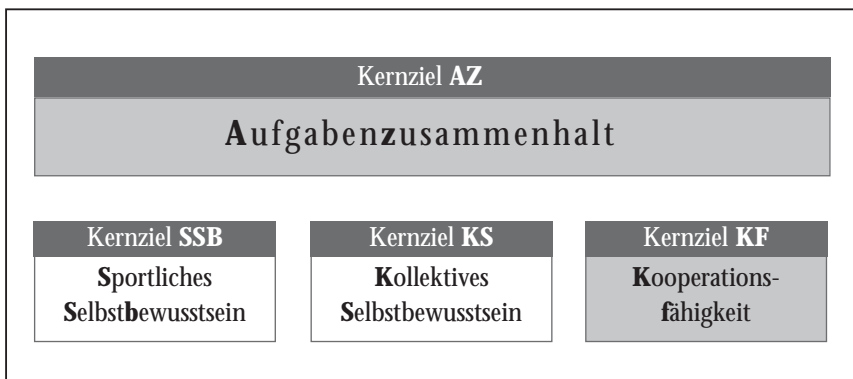 Kernziel AZ
Aufgabenzusammenhalt
Kernziel SSB
Sportliches
Selbstbewusstsein
Kernziel KS
Kollektives
Selbstbewusstsein
Kernziel KF
Kooperations-
fähigkeit